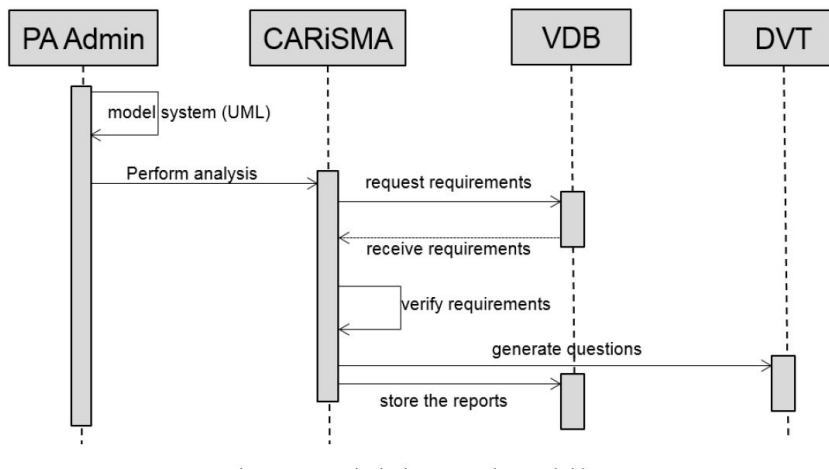 PA Admin
CARiSMA
VDB
DVT
model system (UML)
Perform analysis
request requirements
receive requirements
verify requirements
generate questions
store the reports